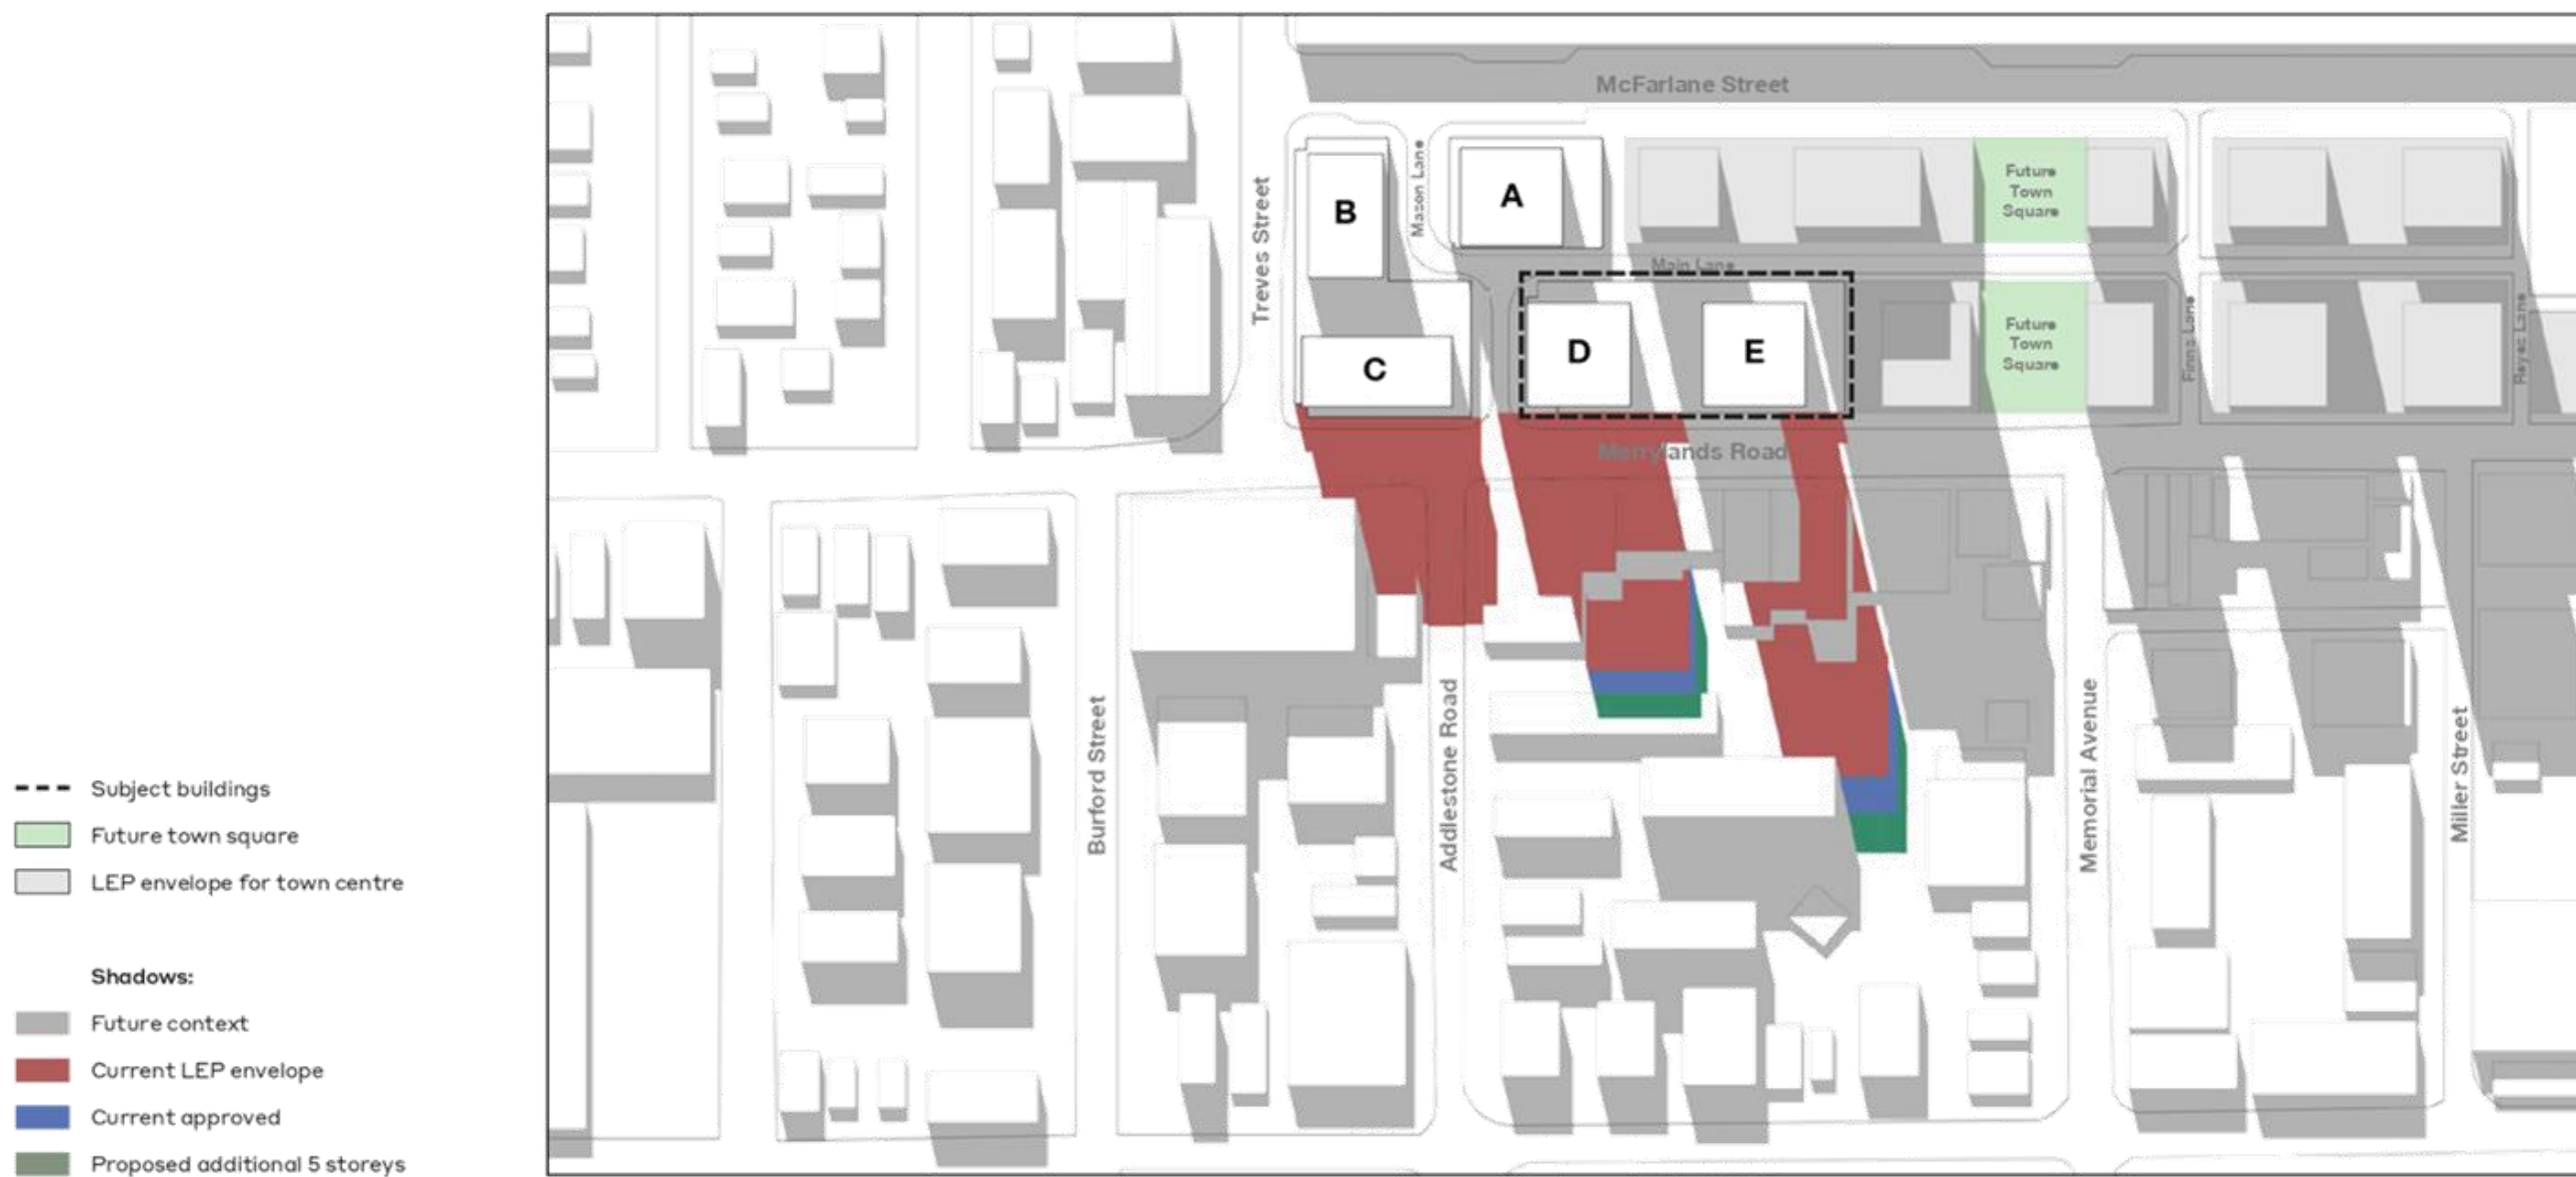 McFarlane Street
Treves Street
B
Mason Lane
A
Future
Town
Square
Main Lane
C
D
E
Future
Town
Square
Finns Lane
Merrylands Road
Burford Street
Addlestone Road
Memorial Avenue
Miller Street
Subject buildings
Future town square
LEP envelope for town centre
Shadows:
Future context
Current LEP envelope
Current approved
Proposed additional 5 storeys